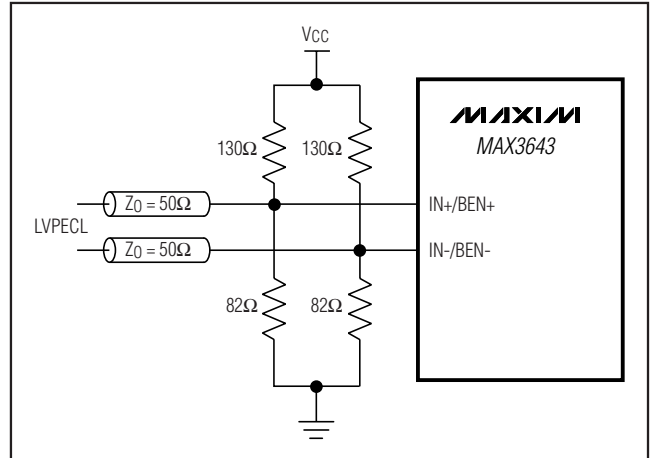 VCC
MAXIM
MAX3643
130Ω 130Ω
Z0 = 50Ω IN+/BEN+
LVPECL
Z0 = 50Ω IN-/BEN-
82Ω 82Ω